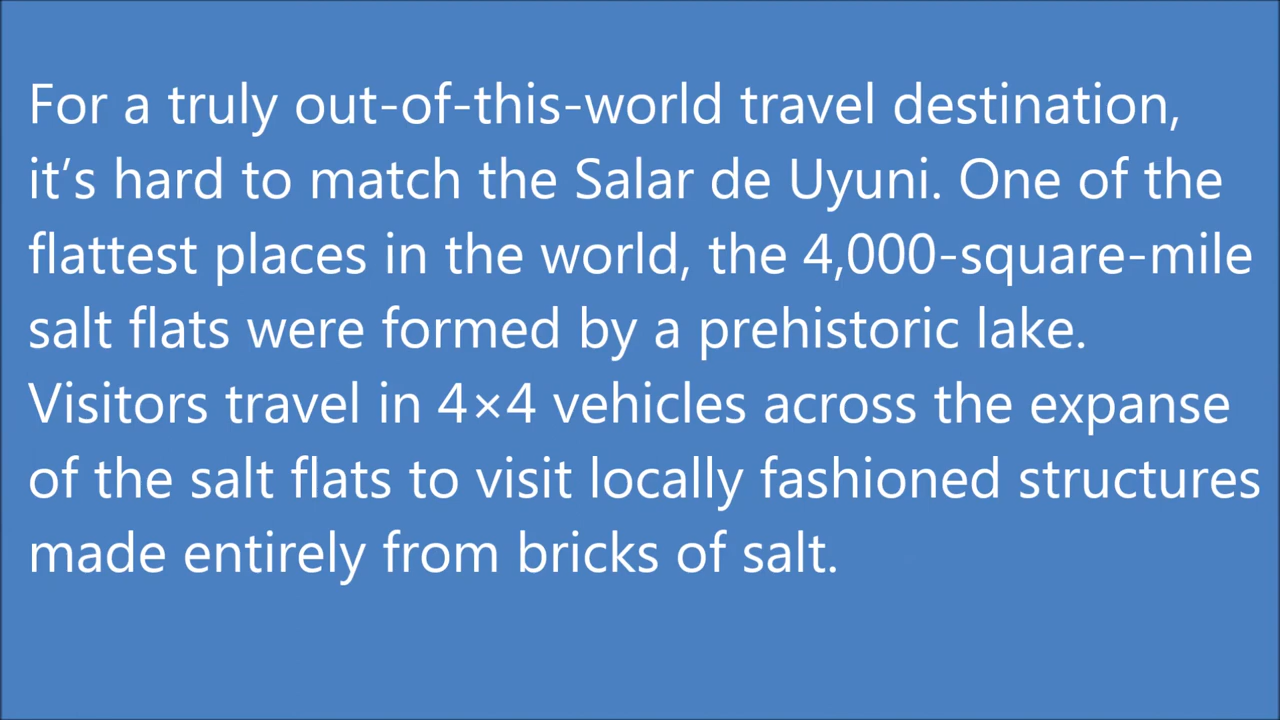 For a truly out-of-this-world travel destination,
it’s hard to match the Salar de Uyuni. One of the
flattest places in the world, the 4,000-square-mile
salt flats were formed by a prehistoric lake.
Visitors travel in 4×4 vehicles across the expanse
of the salt flats to visit locally fashioned structures
made entirely from bricks of salt.